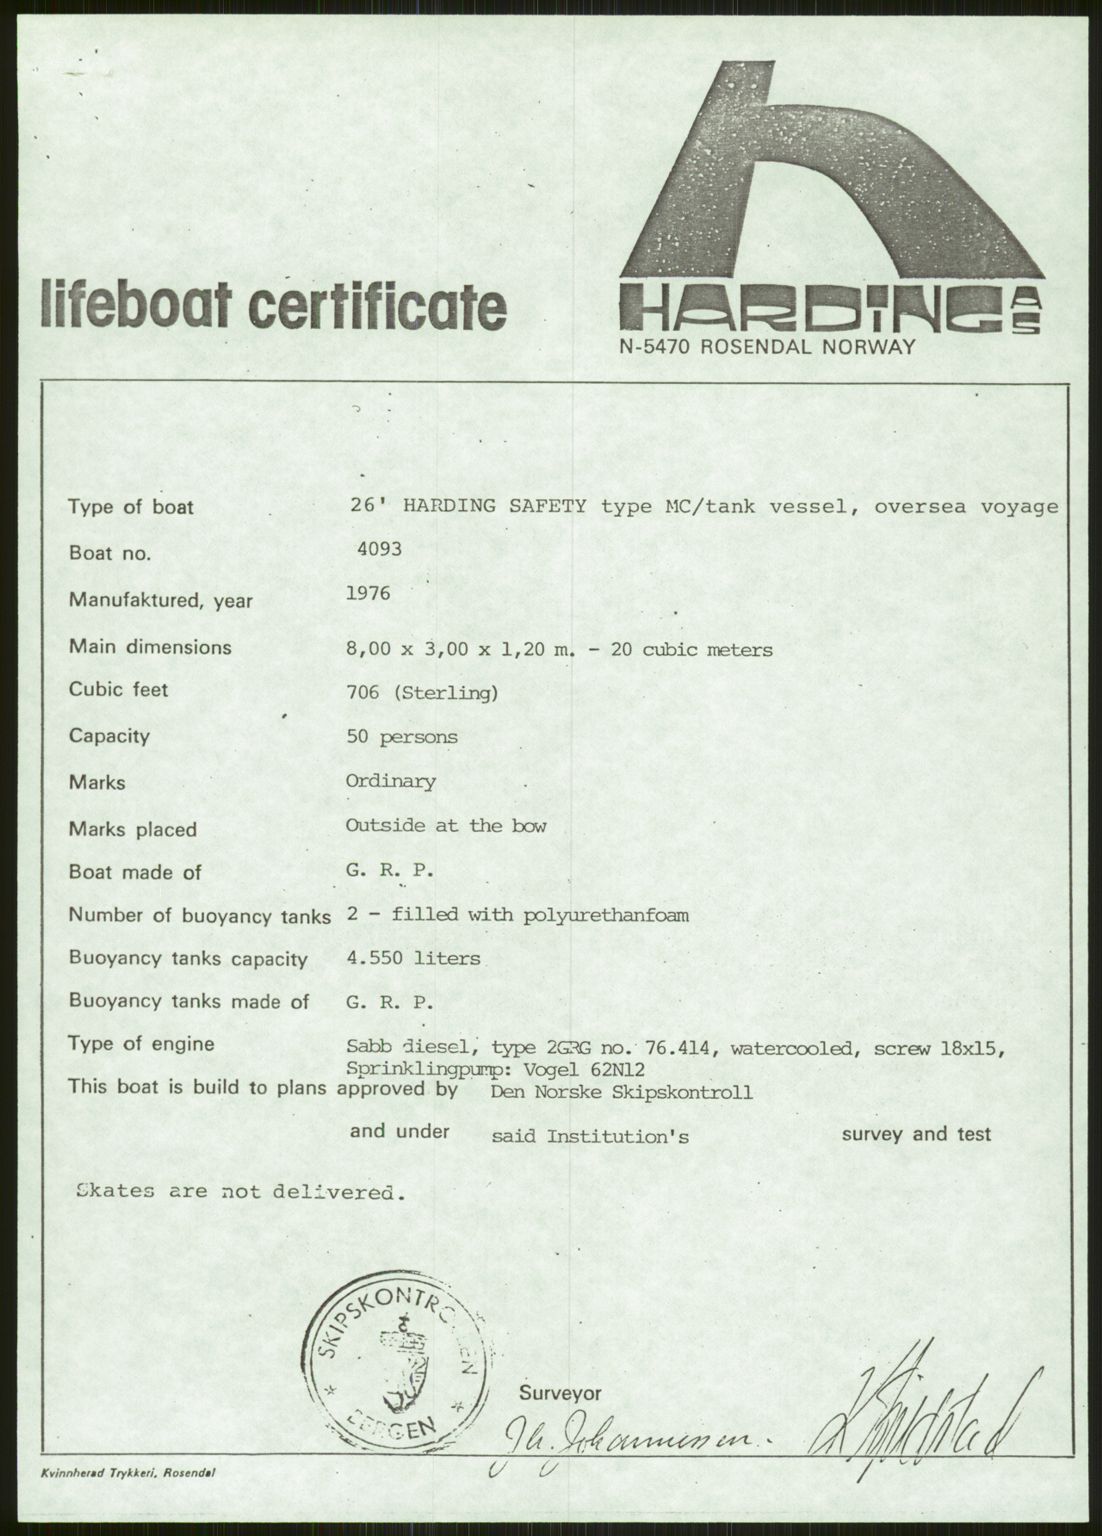 lifeboat certificate
HARDING AS
N-5470 ROSENDAL NORWAY
Type of boat 26' HARDING SAFETY type MC/tank vessel, oversea voyage
Boat no. 4093
Manufaktured, year 1976
Main dimensions 8,00 x 3,00 x 1,20 m. - 20 cubic meters
Cubic feet 706 (Sterling)
Capacity 50 persons
Marks Ordinary
Marks placed Outside at the bow
Boat made of G. R. P.
Number of buoyancy tanks 2 - filled with polyurethanfoam
Buoyancy tanks capacity 4.550 liters
Buoyancy tanks made of G. R. P.
Type of engine Sabb diesel, type 2GRG no. 76.414, watercooled, screw 18x15,
Sprinklingpump: Vogel 62N12
This boat is build to plans approved by Den Norske Skipskontroll
and under said Institution's survey and test
Skates are not delivered.
SKIPSKONTROLLEN
BERGEN
Surveyor
Johannessen.
Kvinnherad Trykkeri, Rosendal